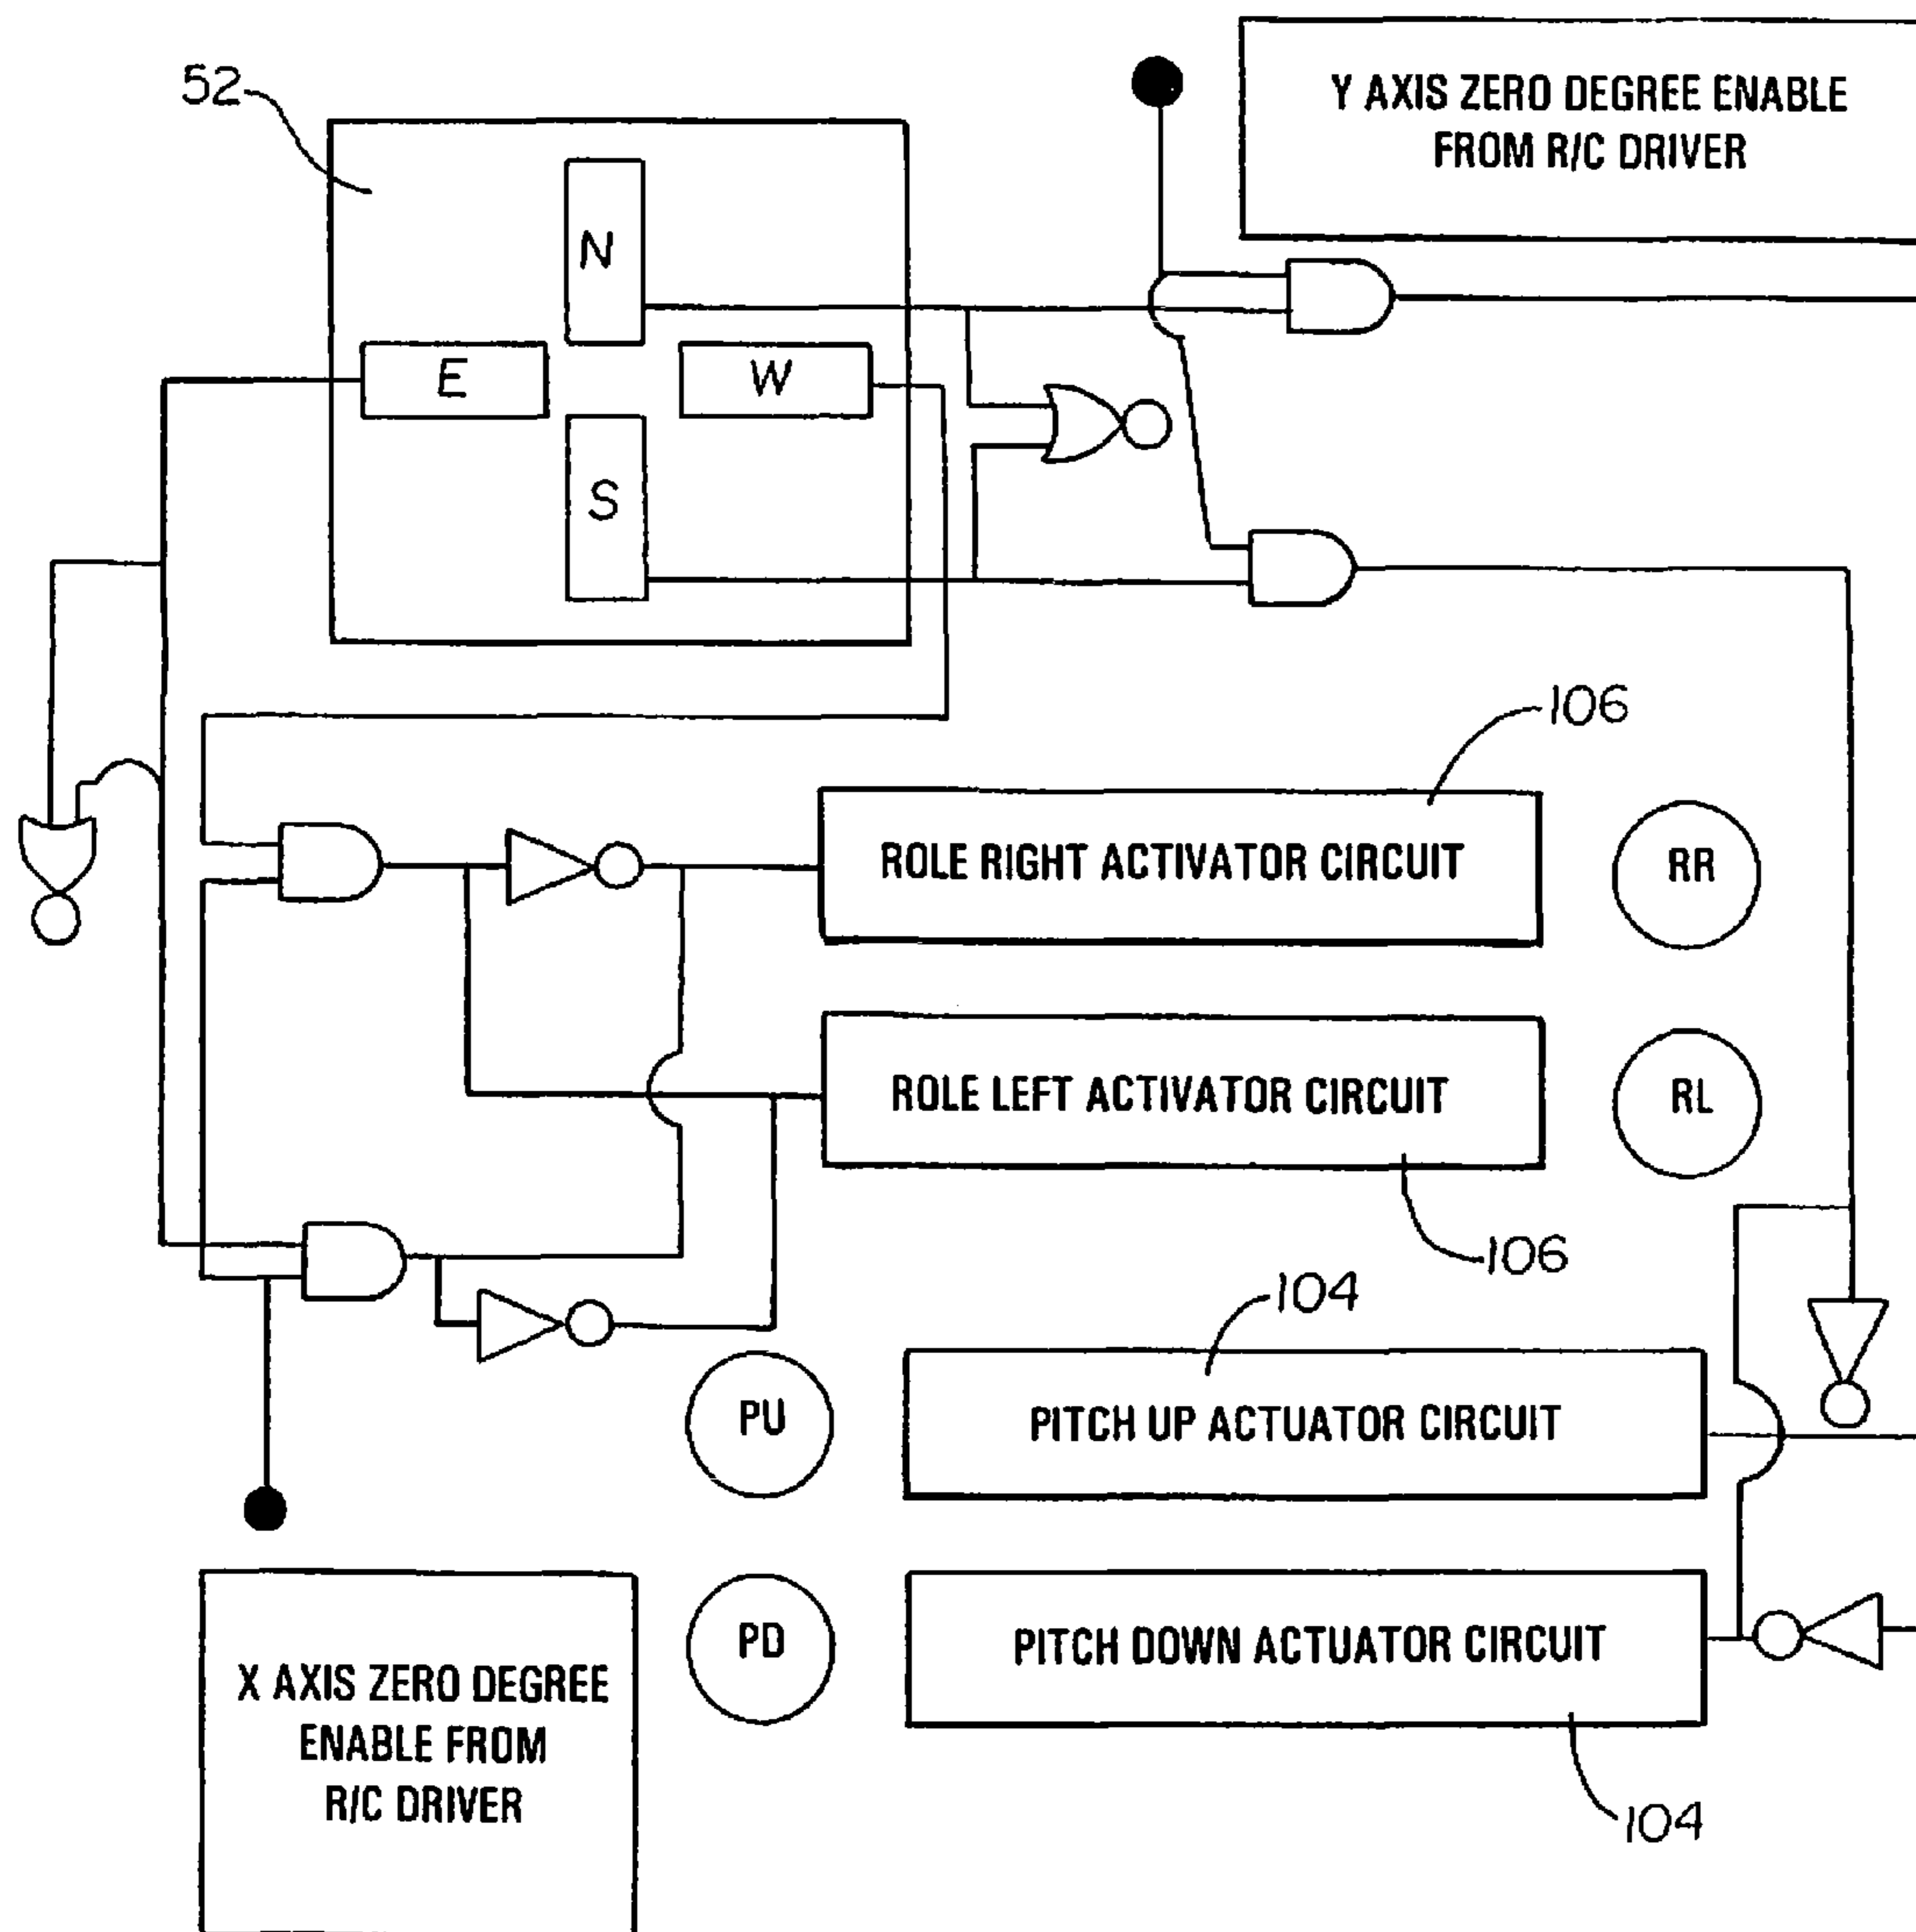 52
Y AXIS ZERO DEGREE ENABLE
FROM R/C DRIVER
N
E
W
S
106
ROLE RIGHT ACTIVATOR CIRCUIT
RR
ROLE LEFT ACTIVATOR CIRCUIT
RL
106
104
PU
PITCH UP ACTUATOR CIRCUIT
PD
PITCH DOWN ACTUATOR CIRCUIT
X AXIS ZERO DEGREE
ENABLE FROM
R/C DRIVER
104